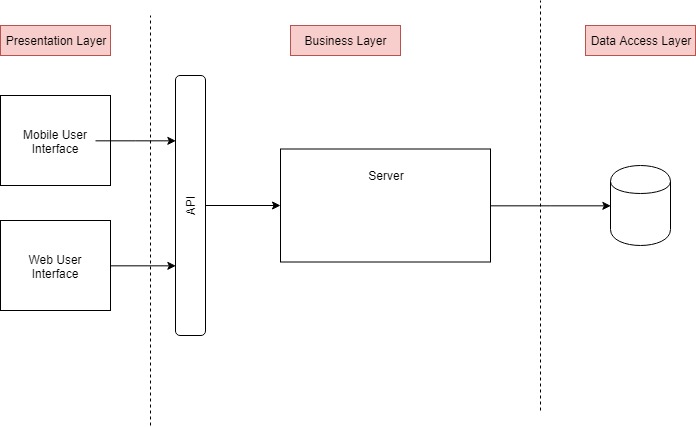 Presentation Layer
Business Layer
Data Access Layer
Mobile User
Interface
API
Server
Web User
Interface